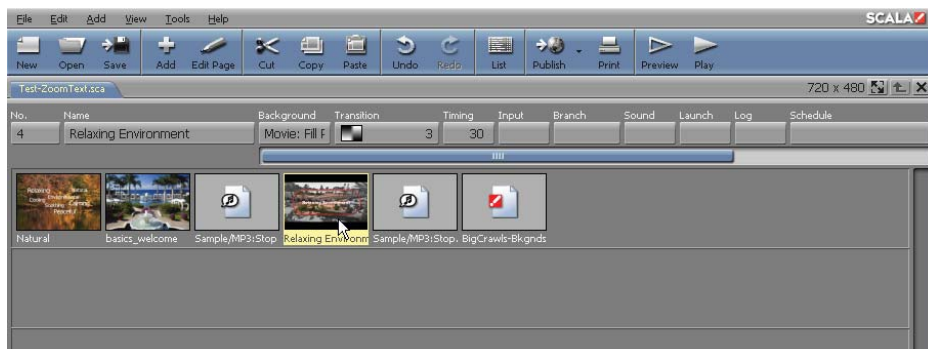 File Edit Add View Tools Help SCALA
New Open Save Add Edit Page Cut Copy Paste Undo Redo List Publish Print Preview Play
Test-ZoomText.sca 720 x 480
No. Name Background Transition Timing Input Branch Sound Launch Log Schedule
4 Relaxing Environment Movie: Fill F 3 30
Relaxing
Calming
Natural basics_welcome Sample/MP3:Stop Relaxing Environm Sample/MP3:Stop. BigCrawls-Bkgnds